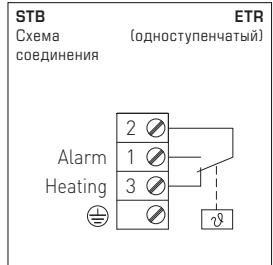 STB ETR
Схема (одноступенчатый)
соединения
2
Alarm 1
Heating 3
ϑ